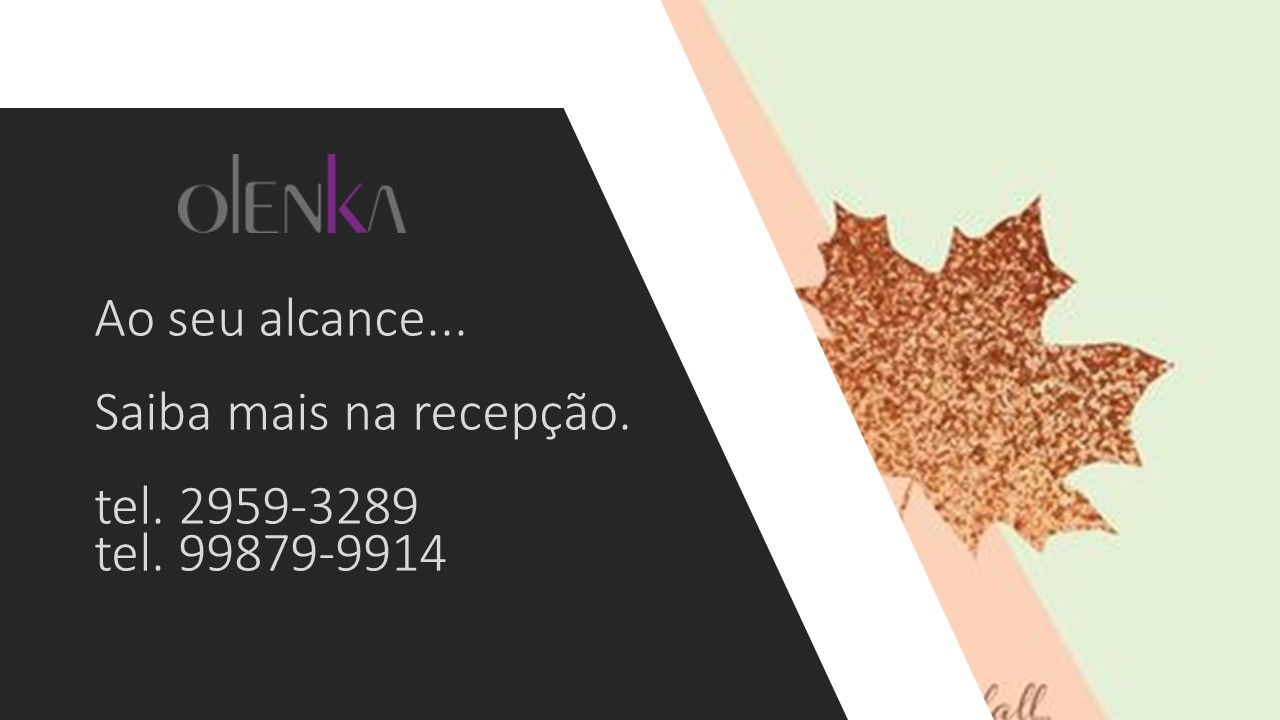 olENkA
Ao seu alcance...
Saiba mais na recepção.
tel. 2959-3289
tel. 99879-9914